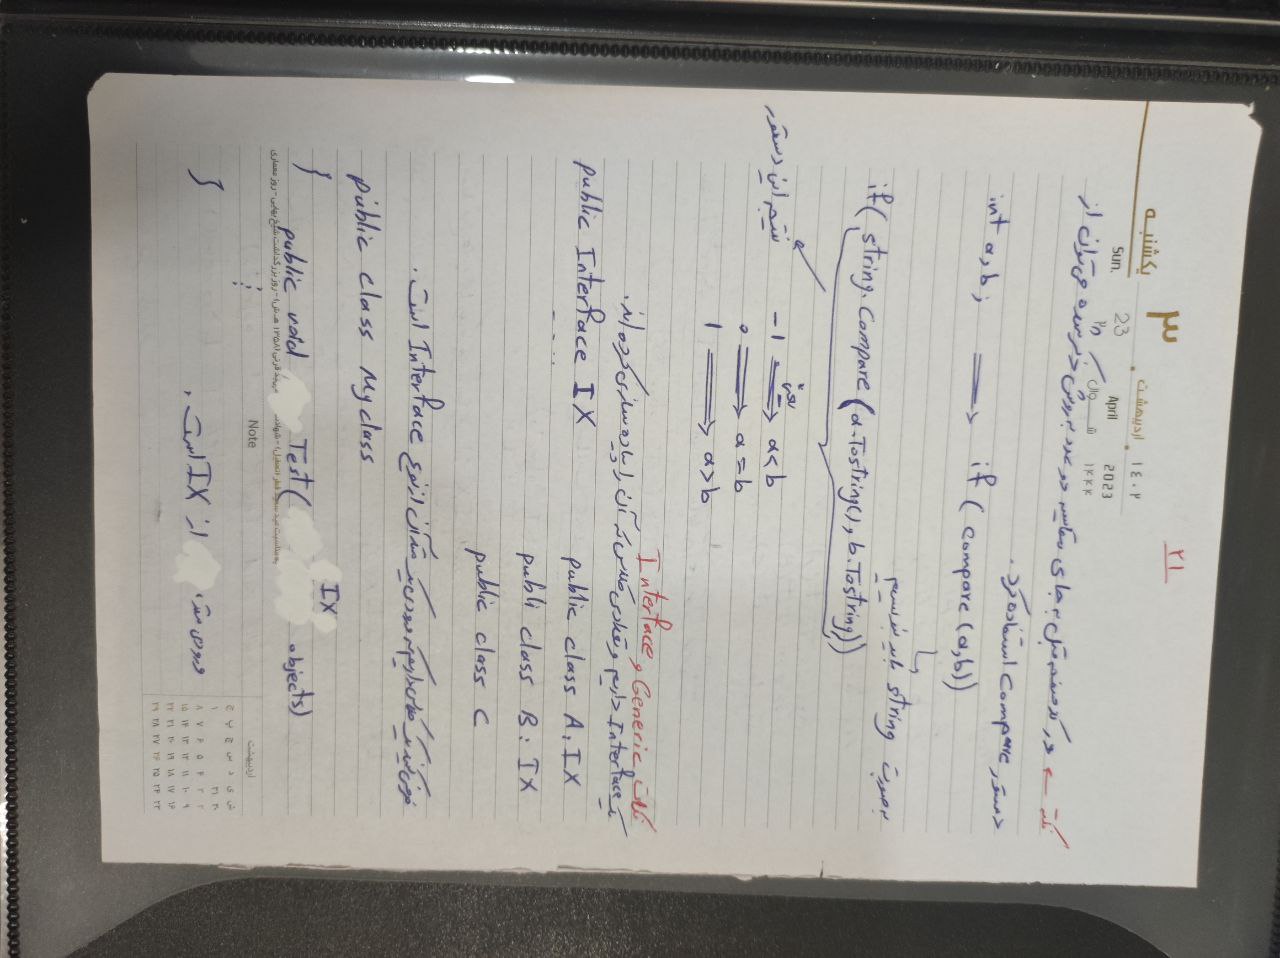 ۲۱
یکشنبه ۳ اردیبهشت ۱۴۰۲
Sun. 23 April 2023
۲ شوال ۱۴۴۴
نکته ← در کد صفحه قبل به جای مقایسه دو عدد به روش ذکر شده می‌توان از
دستور Compare استفاده کرد.
int a,b; ⟹ if ( compare (a,b))
به صورت string باید بنویسیم
if( string.Compare (a.Tostring(), b.Tostring))
نتیجه این دستور
-1 ⟹ یعنی a<b
0 ⟹ a=b
1 ⟹ a>b
نکات Generic و Interface
یک Interface داریم و تعدادی کلاس که آن را پیاده سازی کرده اند.
public Interface IX
public class A: IX
publi class B: IX
public class C
فرض کنید یک کلاس داریم که ورودی یک متد آن از نوع Interface است.
public class Myclass
{
public void Test( IX objects)
به مناسبت عید سعید فطر (تعطیل) - قرنی (۱۳۵۸ هـ.ش) - روز بزرگداشت شیخ بهایی - روز معماری
Note
ورودی متد، از IX است.
}
اردیبهشت
ش ی د س چ پ ج
۳۰ ۳۱ ۱
۲ ۳ ۴ ۵ ۶ ۷ ۸
۹ ۱۰ ۱۱ ۱۲ ۱۳ ۱۴ ۱۵
۱۶ ۱۷ ۱۸ ۱۹ ۲۰ ۲۱ ۲۲
۲۳ ۲۴ ۲۵ ۲۶ ۲۷ ۲۸ ۲۹